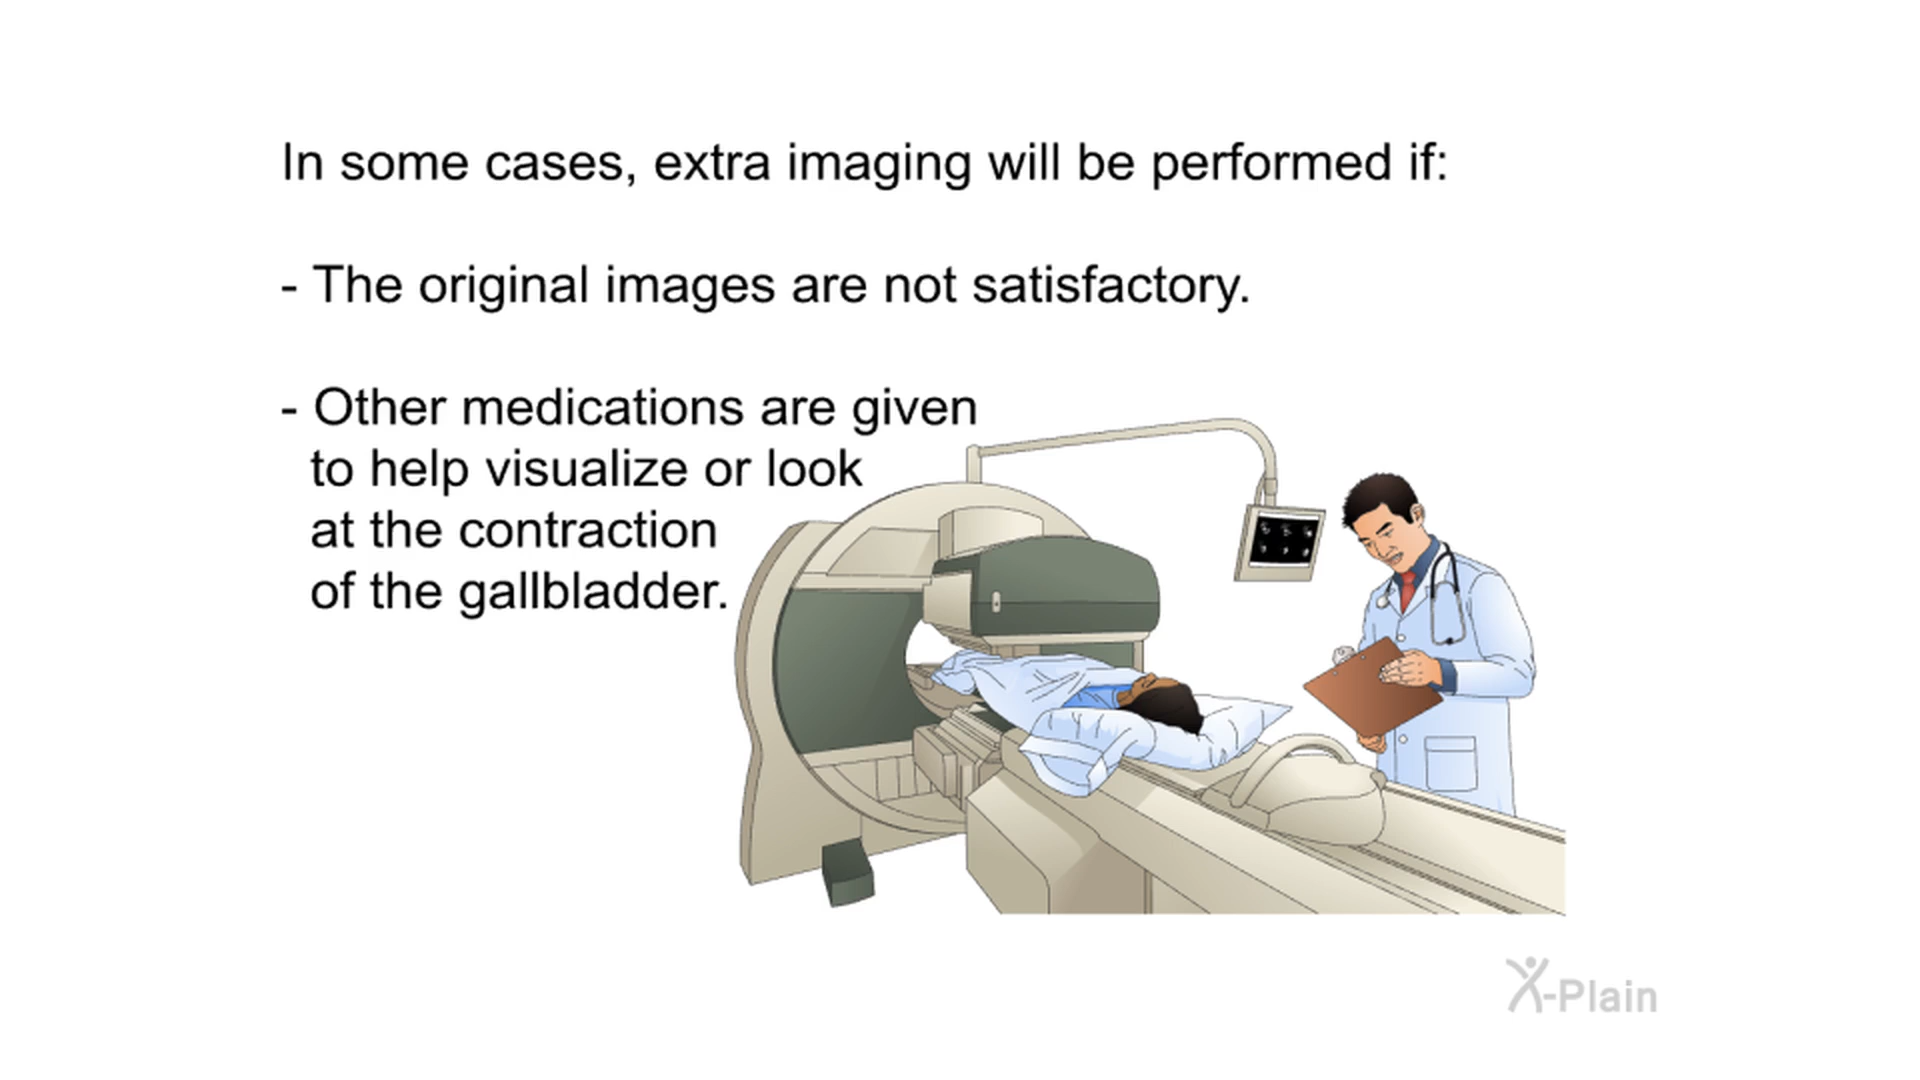 In some cases, extra imaging will be performed if:
- The original images are not satisfactory.
- Other medications are given
to help visualize or look
at the contraction
of the gallbladder.
X-Plain